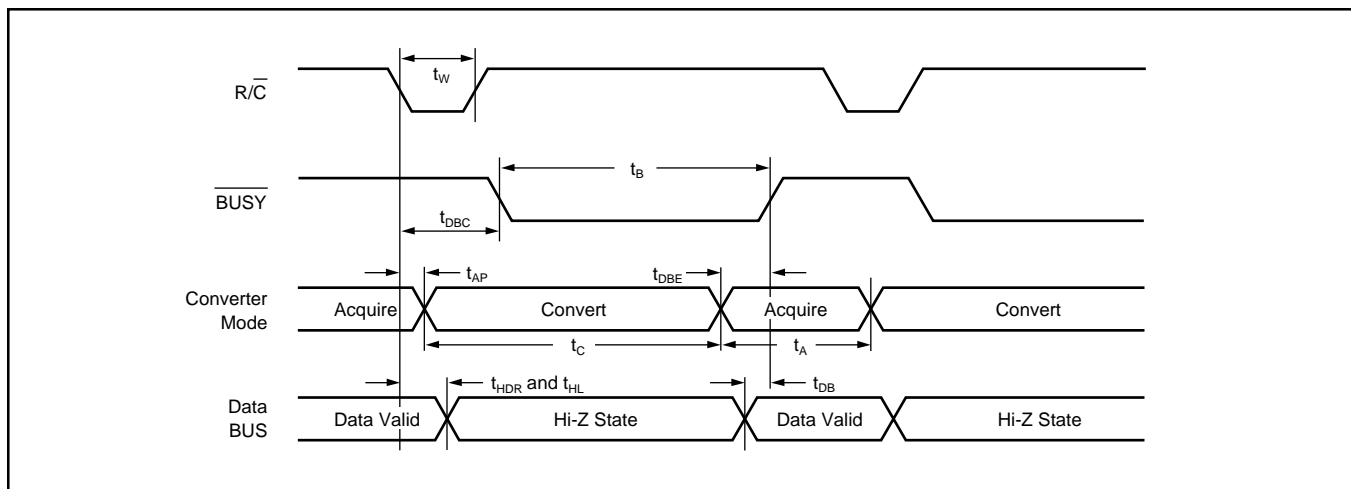 t_W
R/C̅
t_B
B̅U̅S̅Y̅
t_DBC
t_AP
t_DBE
Converter
Mode
Acquire
Convert
Acquire
Convert
t_C
t_A
t_HDR and t_HL
t_DB
Data
BUS
Data Valid
Hi-Z State
Data Valid
Hi-Z State